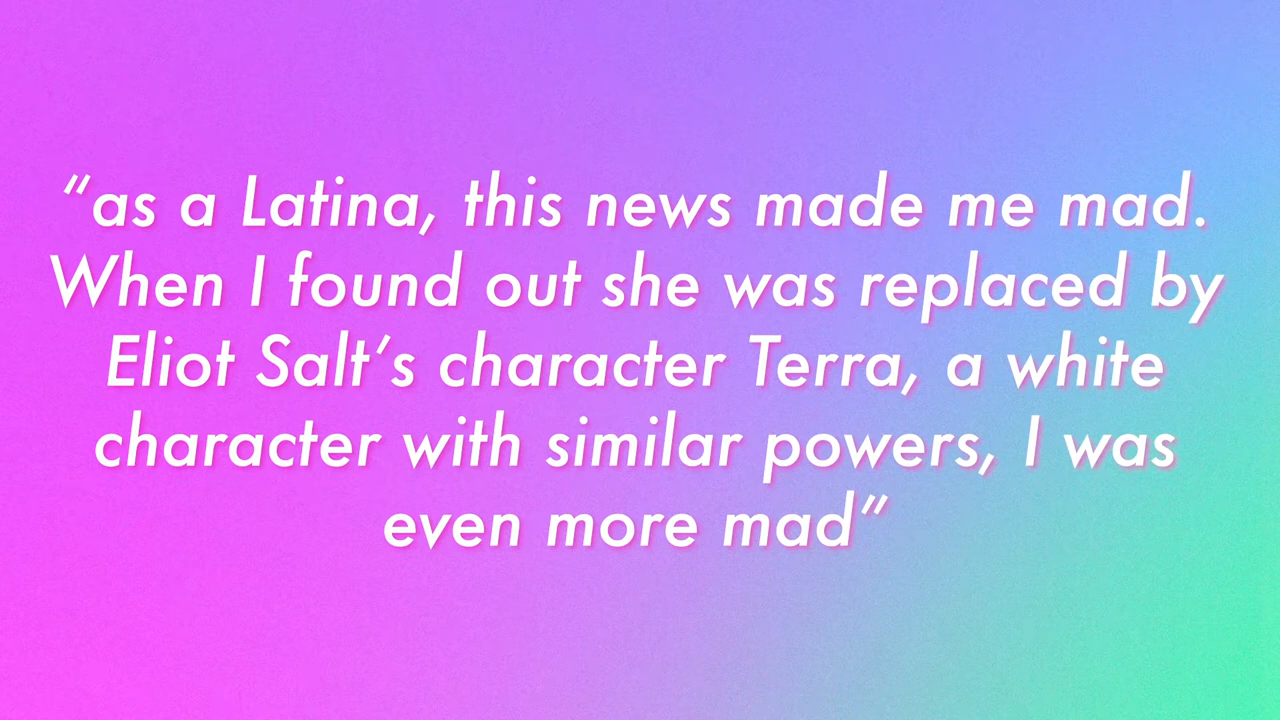 “as a Latina, this news made me mad.
When I found out she was replaced by
Eliot Salt’s character Terra, a white
character with similar powers, I was
even more mad”